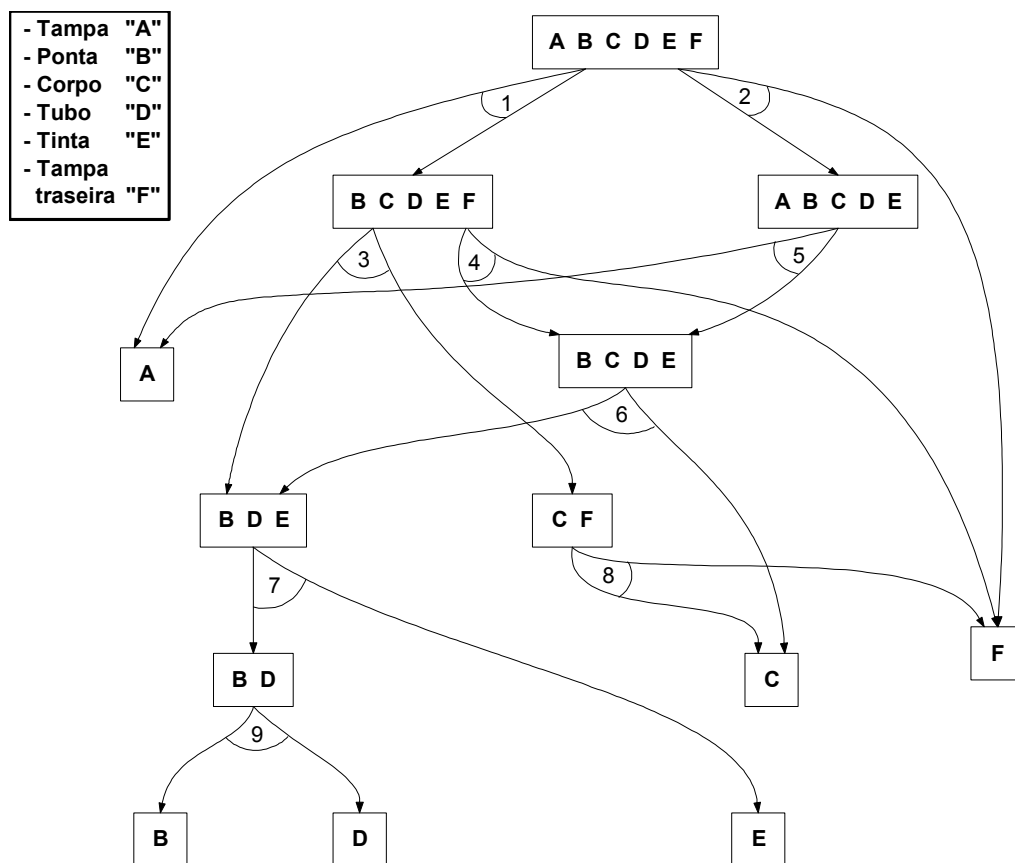 - Tampa "A"
- Ponta "B"
- Corpo "C"
- Tubo "D"
- Tinta "E"
- Tampa
traseira "F"
A B C D E F
1
2
B C D E F
A B C D E
3
4
5
A
B C D E
6
B D E
C F
7
8
B D
C
F
9
B
D
E